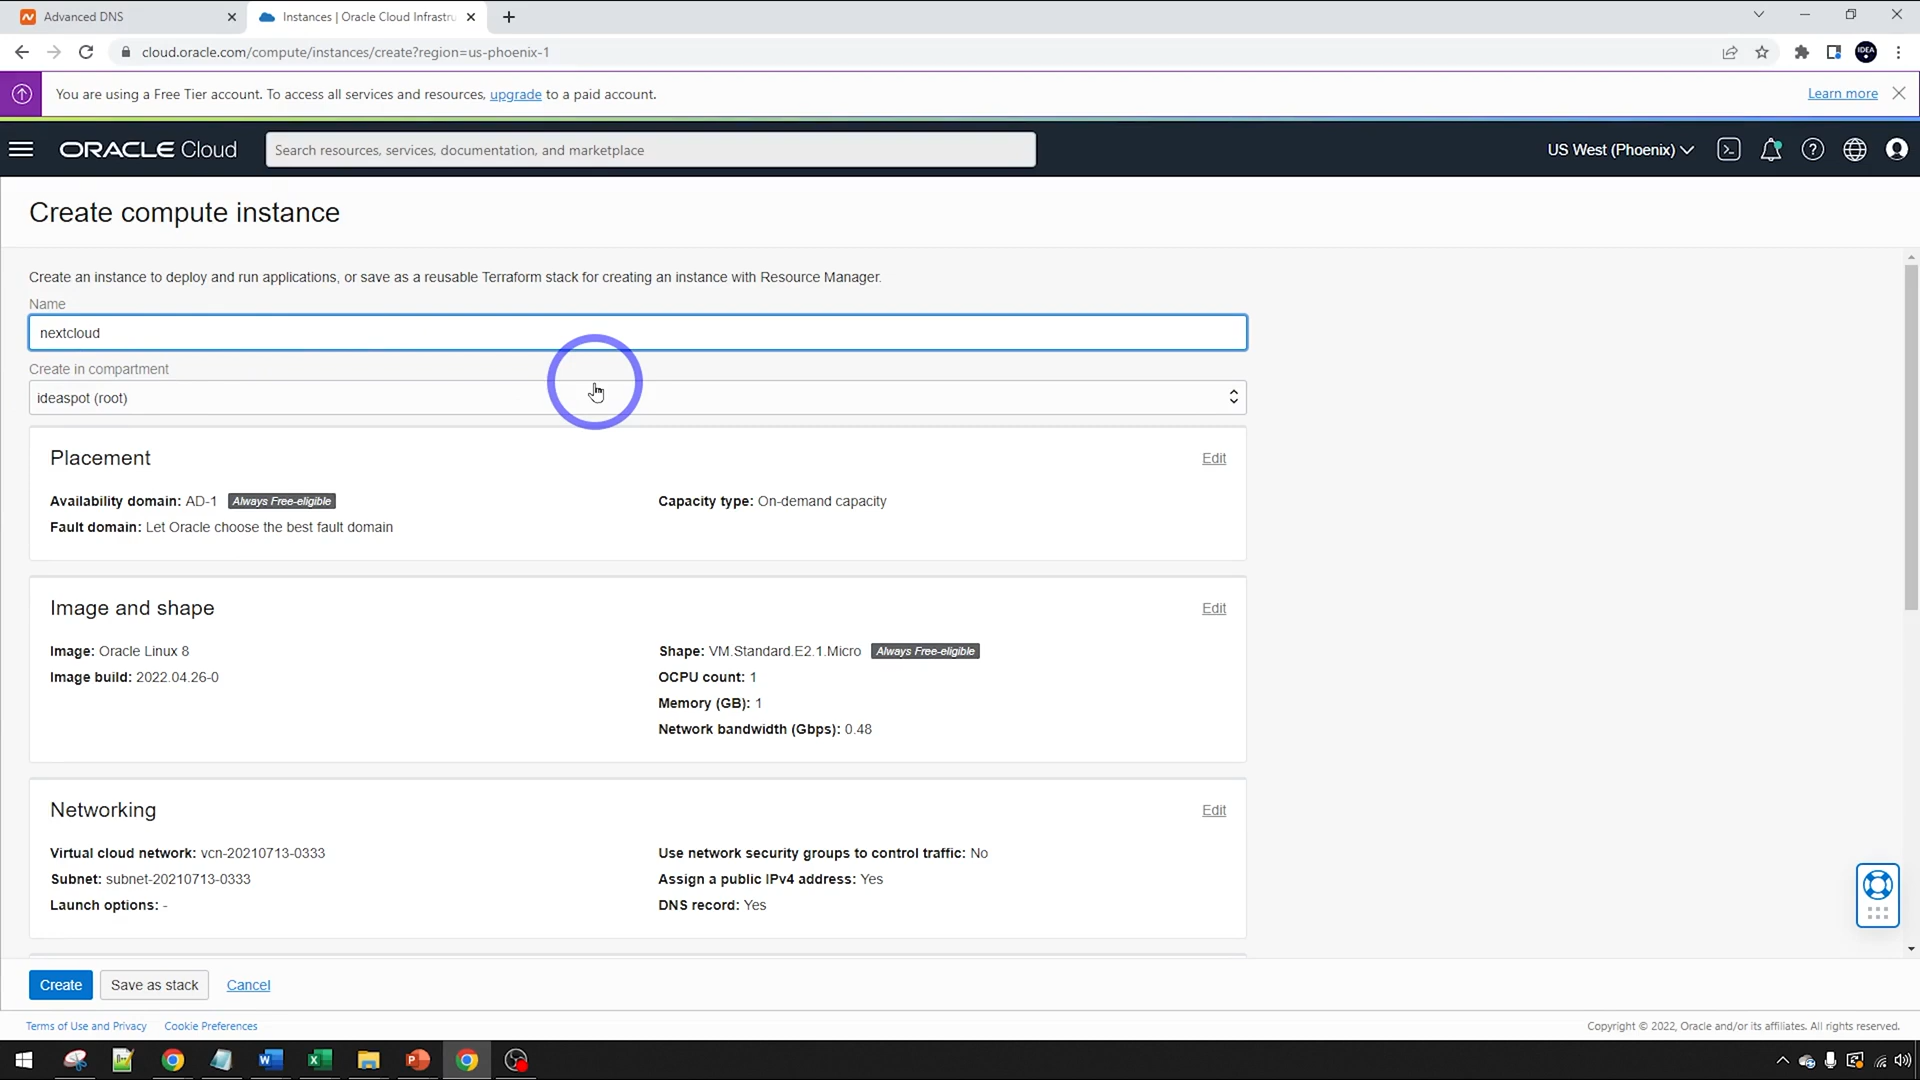 Advanced DNS
Instances | Oracle Cloud Infrastru
cloud.oracle.com/compute/instances/create?region=us-phoenix-1
IDEA
You are using a Free Tier account. To access all services and resources, upgrade to a paid account.
Learn more
ORACLE Cloud
Search resources, services, documentation, and marketplace
US West (Phoenix)
Create compute instance
Create an instance to deploy and run applications, or save as a reusable Terraform stack for creating an instance with Resource Manager.
Name
nextcloud
Create in compartment
ideaspot (root)
Placement
Edit
Availability domain: AD-1 Always Free-eligible
Capacity type: On-demand capacity
Fault domain: Let Oracle choose the best fault domain
Image and shape
Edit
Image: Oracle Linux 8
Shape: VM.Standard.E2.1.Micro Always Free-eligible
Image build: 2022.04.26-0
OCPU count: 1
Memory (GB): 1
Network bandwidth (Gbps): 0.48
Networking
Edit
Virtual cloud network: vcn-20210713-0333
Use network security groups to control traffic: No
Subnet: subnet-20210713-0333
Assign a public IPv4 address: Yes
Launch options: -
DNS record: Yes
Create
Save as stack
Cancel
Terms of Use and Privacy
Cookie Preferences
Copyright © 2022, Oracle and/or its affiliates. All rights reserved.